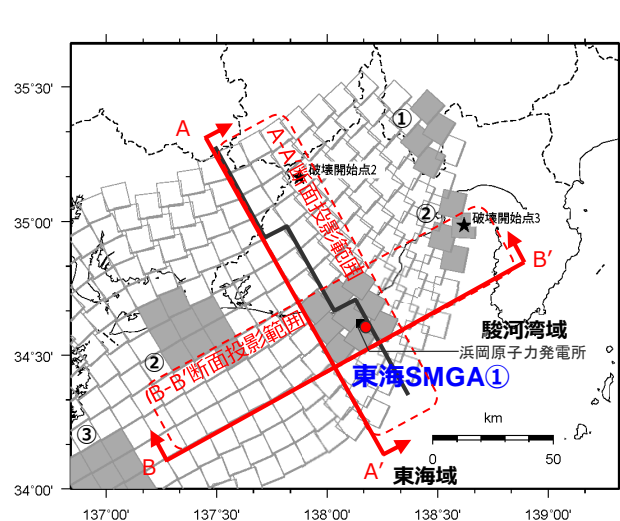 35°30'
35°00'
34°30'
34°00'
137°00'
137°30'
138°00'
138°30'
139°00'
A
A-A'断面投影範囲
①
破壊開始点2
②
破壊開始点3
B'
駿河湾域
浜岡原子力発電所
東海SMGA①
②
(B-B'断面投影範囲
③
B
A'
東海域
km
0
50